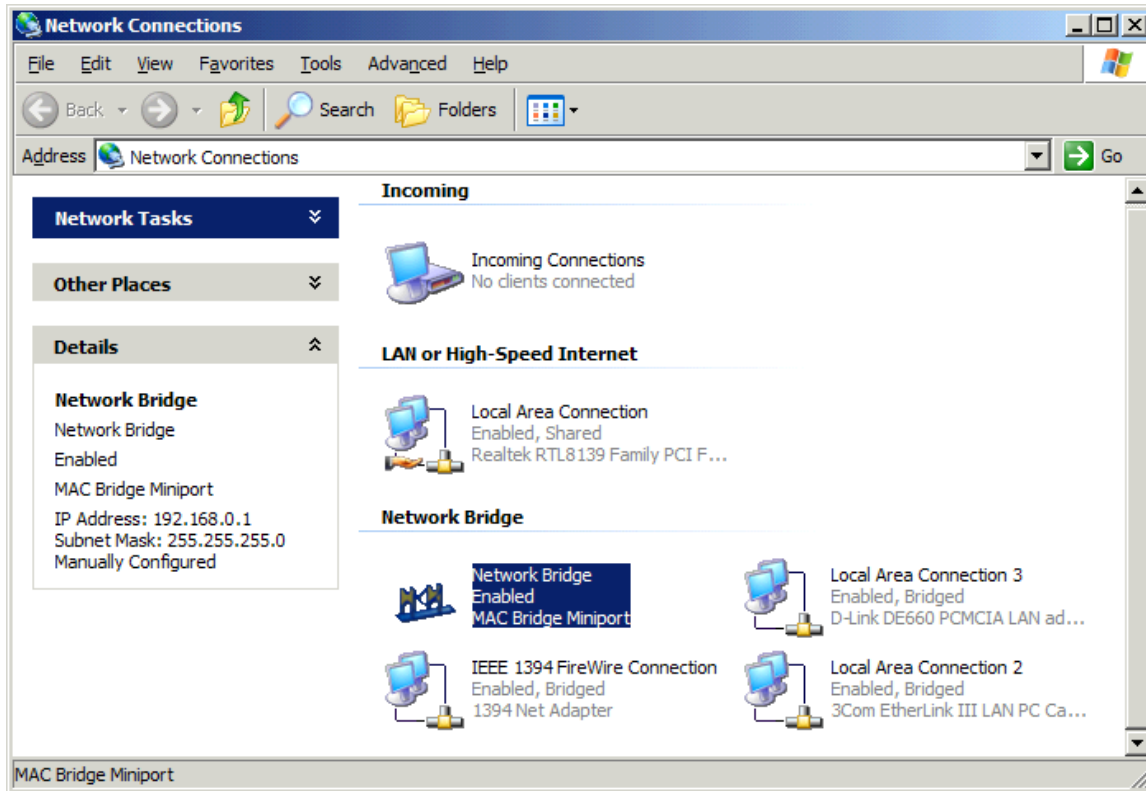 Network Connections
File Edit View Favorites Tools Advanced Help
Back Search Folders
Address Network Connections Go
Network Tasks
Other Places
Details
Network Bridge
Network Bridge
Enabled
MAC Bridge Miniport
IP Address: 192.168.0.1
Subnet Mask: 255.255.255.0
Manually Configured
Incoming
Incoming Connections
No clients connected
LAN or High-Speed Internet
Local Area Connection
Enabled, Shared
Realtek RTL8139 Family PCI F...
Network Bridge
Network Bridge
Enabled
MAC Bridge Miniport
Local Area Connection 3
Enabled, Bridged
D-Link DE660 PCMCIA LAN ad...
IEEE 1394 FireWire Connection
Enabled, Bridged
1394 Net Adapter
Local Area Connection 2
Enabled, Bridged
3Com EtherLink III LAN PC Ca...
MAC Bridge Miniport